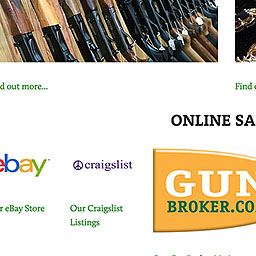 d out more...
Find
ONLINE SA
ebay
craigslist
GUN
BROKER.CO
r eBay Store
Our Craigslist
Listings